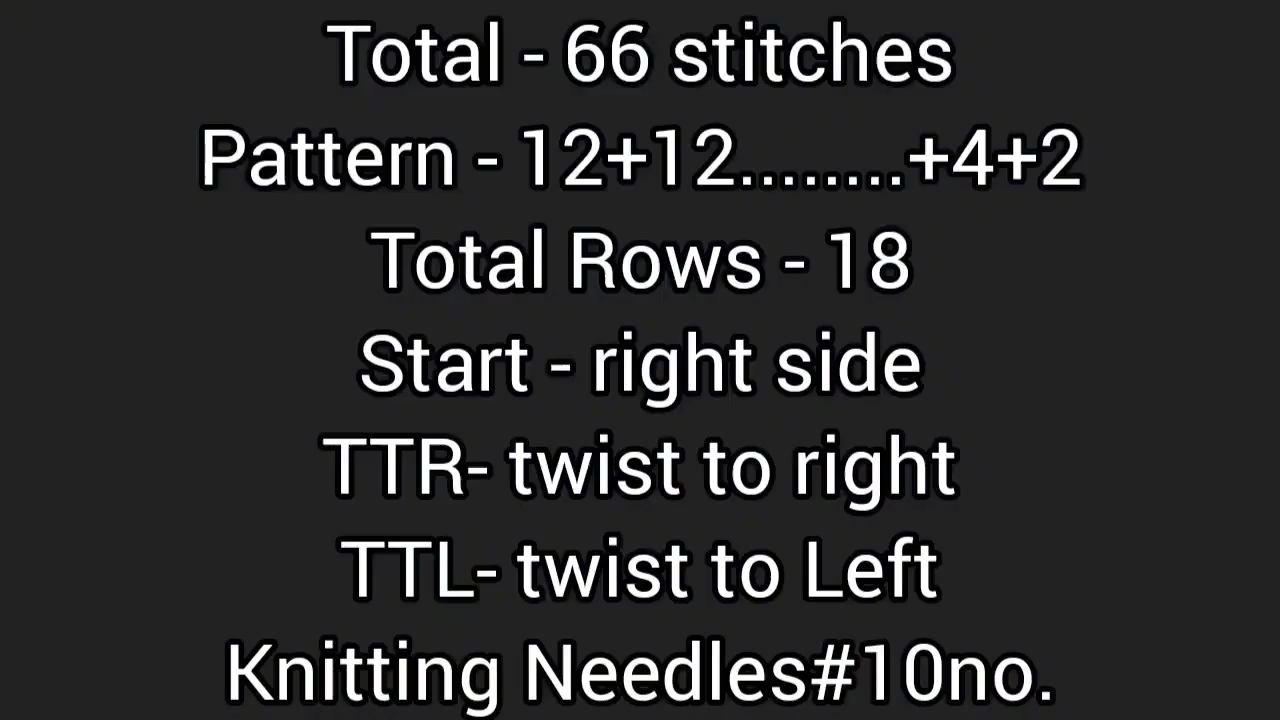 Total - 66 stitches
Pattern - 12+12........+4+2
Total Rows - 18
Start - right side
TTR- twist to right
TTL- twist to Left
Knitting Needles#10no.